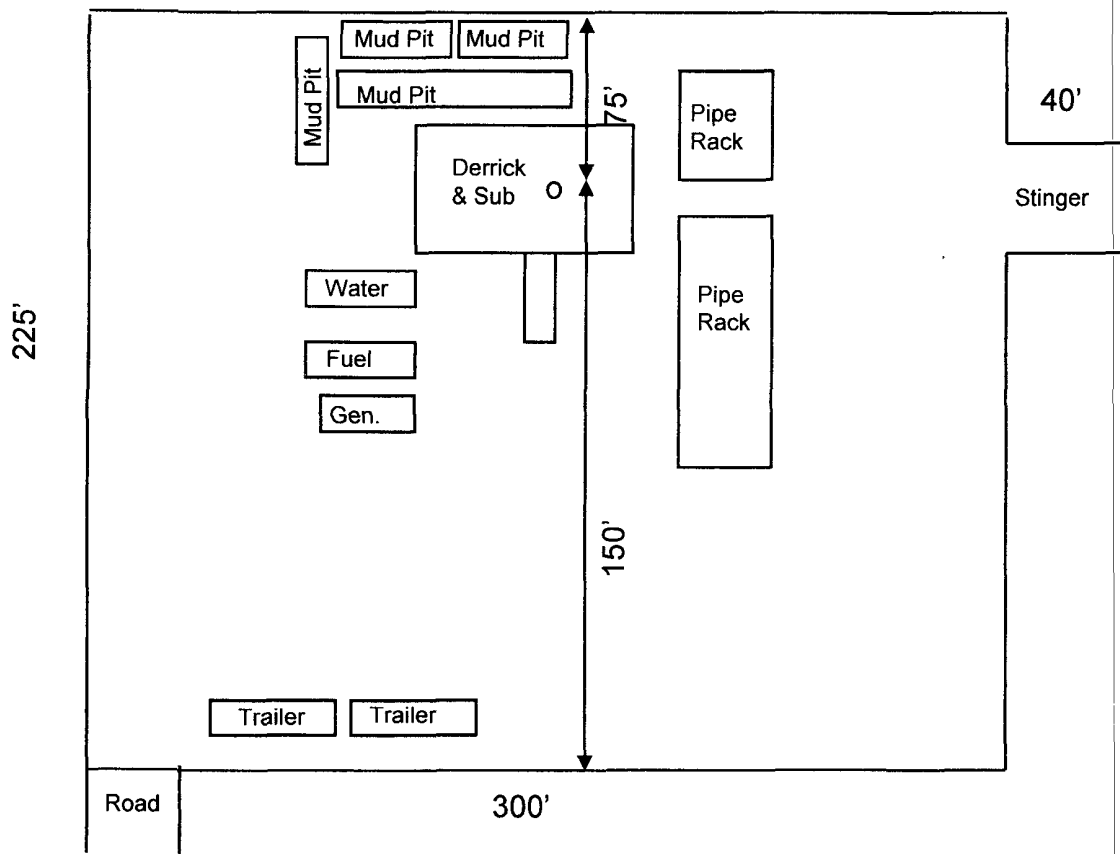 Mud Pit
Mud Pit
Mud Pit
Mud Pit
75'
Pipe
Rack
40'
Derrick
& Sub
Stinger
Water
Pipe
Rack
225'
Fuel
Gen.
150'
Trailer
Trailer
Road
300'